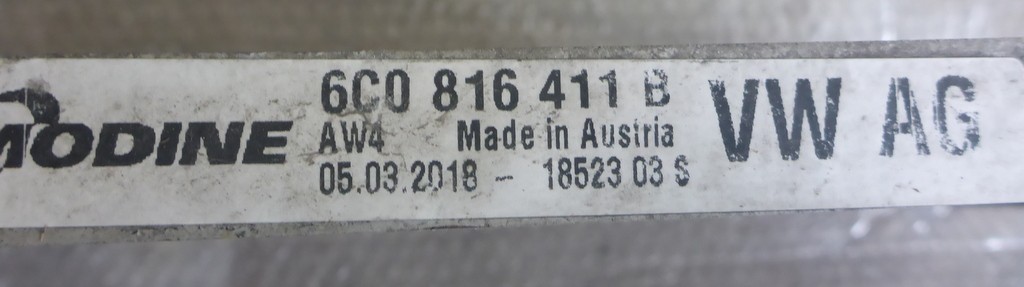 MODINE
6C0 816 411 B
AW4 Made in Austria
05.03.2018 - 18523 03 S
VW AG